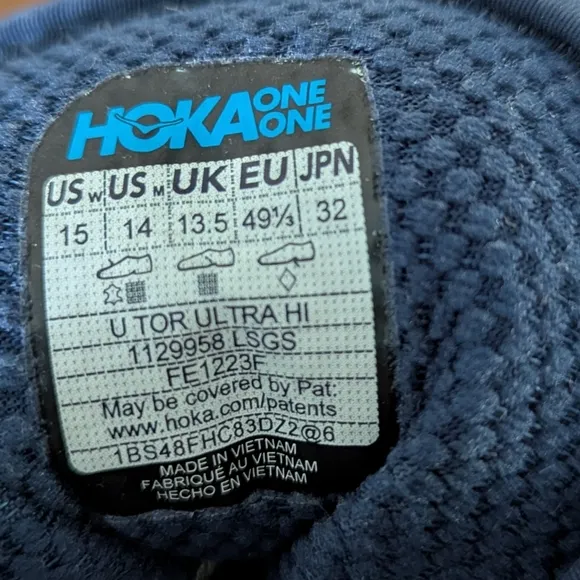 HOKA ONE ONE
US W US M UK EU JPN
15 14 13.5 49⅓ 32
U TOR ULTRA HI
1129958 LSGS
FE1223F
May be covered by Pat:
www.hoka.com/patents
1BS48FHC83DZ2@6
MADE IN VIETNAM
FABRIQUÉ AU VIETNAM
HECHO EN VIETNAM